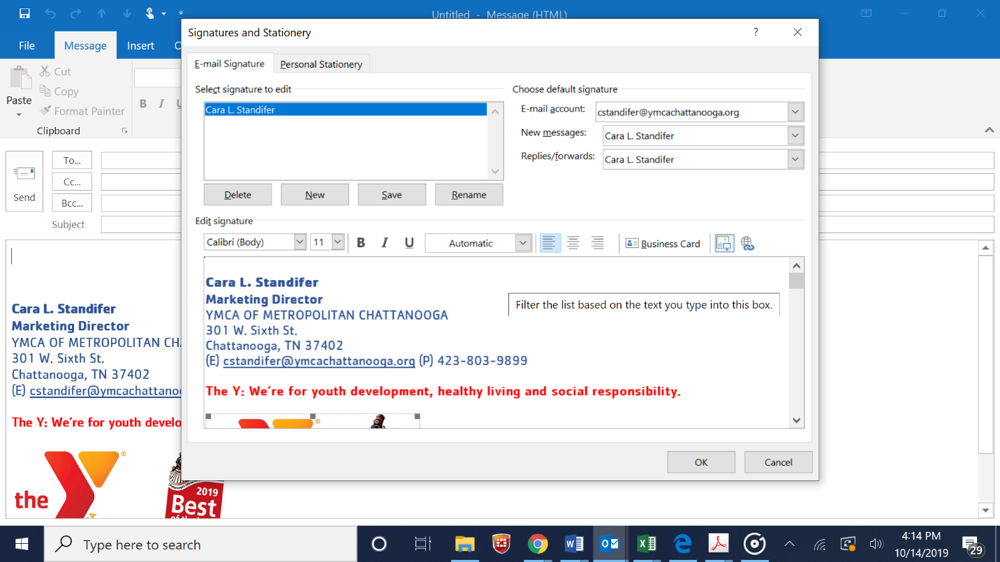 Untitled - Message (HTML)
File
Message
Insert
Paste
Cut
Copy
Format Painter
Clipboard
B I U
Send
To...
Cc...
Bcc...
Subject
Cara L. Standifer
Marketing Director
YMCA OF METROPOLITAN CH
301 W. Sixth St.
Chattanooga, TN 37402
(E) cstandifer@ymcachattanoo
The Y: We're for youth develo
the
2019
Best
Signatures and Stationery
?
E-mail Signature
Personal Stationery
Select signature to edit
Cara L. Standifer
Delete
New
Save
Rename
Choose default signature
E-mail account: cstandifer@ymcachattanooga.org
New messages: Cara L. Standifer
Replies/forwards: Cara L. Standifer
Edit signature
Calibri (Body) 11 B I U Automatic Business Card
Cara L. Standifer
Marketing Director
YMCA OF METROPOLITAN CHATTANOOGA
301 W. Sixth St.
Chattanooga, TN 37402
(E) cstandifer@ymcachattanooga.org (P) 423-803-9899
The Y: We're for youth development, healthy living and social responsibility.
Filter the list based on the text you type into this box.
OK
Cancel
Type here to search
4:14 PM
10/14/2019
29